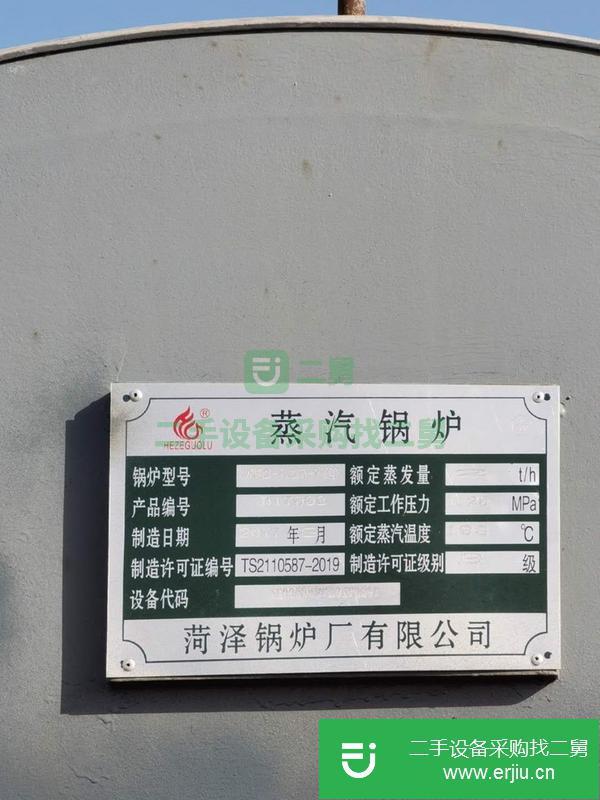 二舅
蒸汽锅炉
二手设备采购找二舅
HEZEGUOLU
®
锅炉型号 额定蒸发量 t/h
产品编号 额定工作压力 MPa
制造日期 2017 年 月 额定蒸汽温度 ℃
制造许可证编号 TS2110587-2019 制造许可证级别 级
设备代码
菏泽锅炉厂有限公司
二手设备采购找二舅
www.erjiu.cn